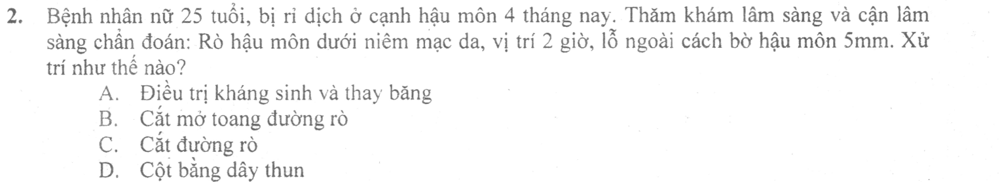 2. Bệnh nhân nữ 25 tuổi, bị rỉ dịch ở cạnh hậu môn 4 tháng nay. Thăm khám lâm sàng và cận lâm
sàng chẩn đoán: Rò hậu môn dưới niêm mạc da, vị trí 2 giờ, lỗ ngoài cách bờ hậu môn 5mm. Xử
trí như thế nào?
A. Điều trị kháng sinh và thay băng
B. Cắt mở toang đường rò
C. Cắt đường rò
D. Cột bằng dây thun